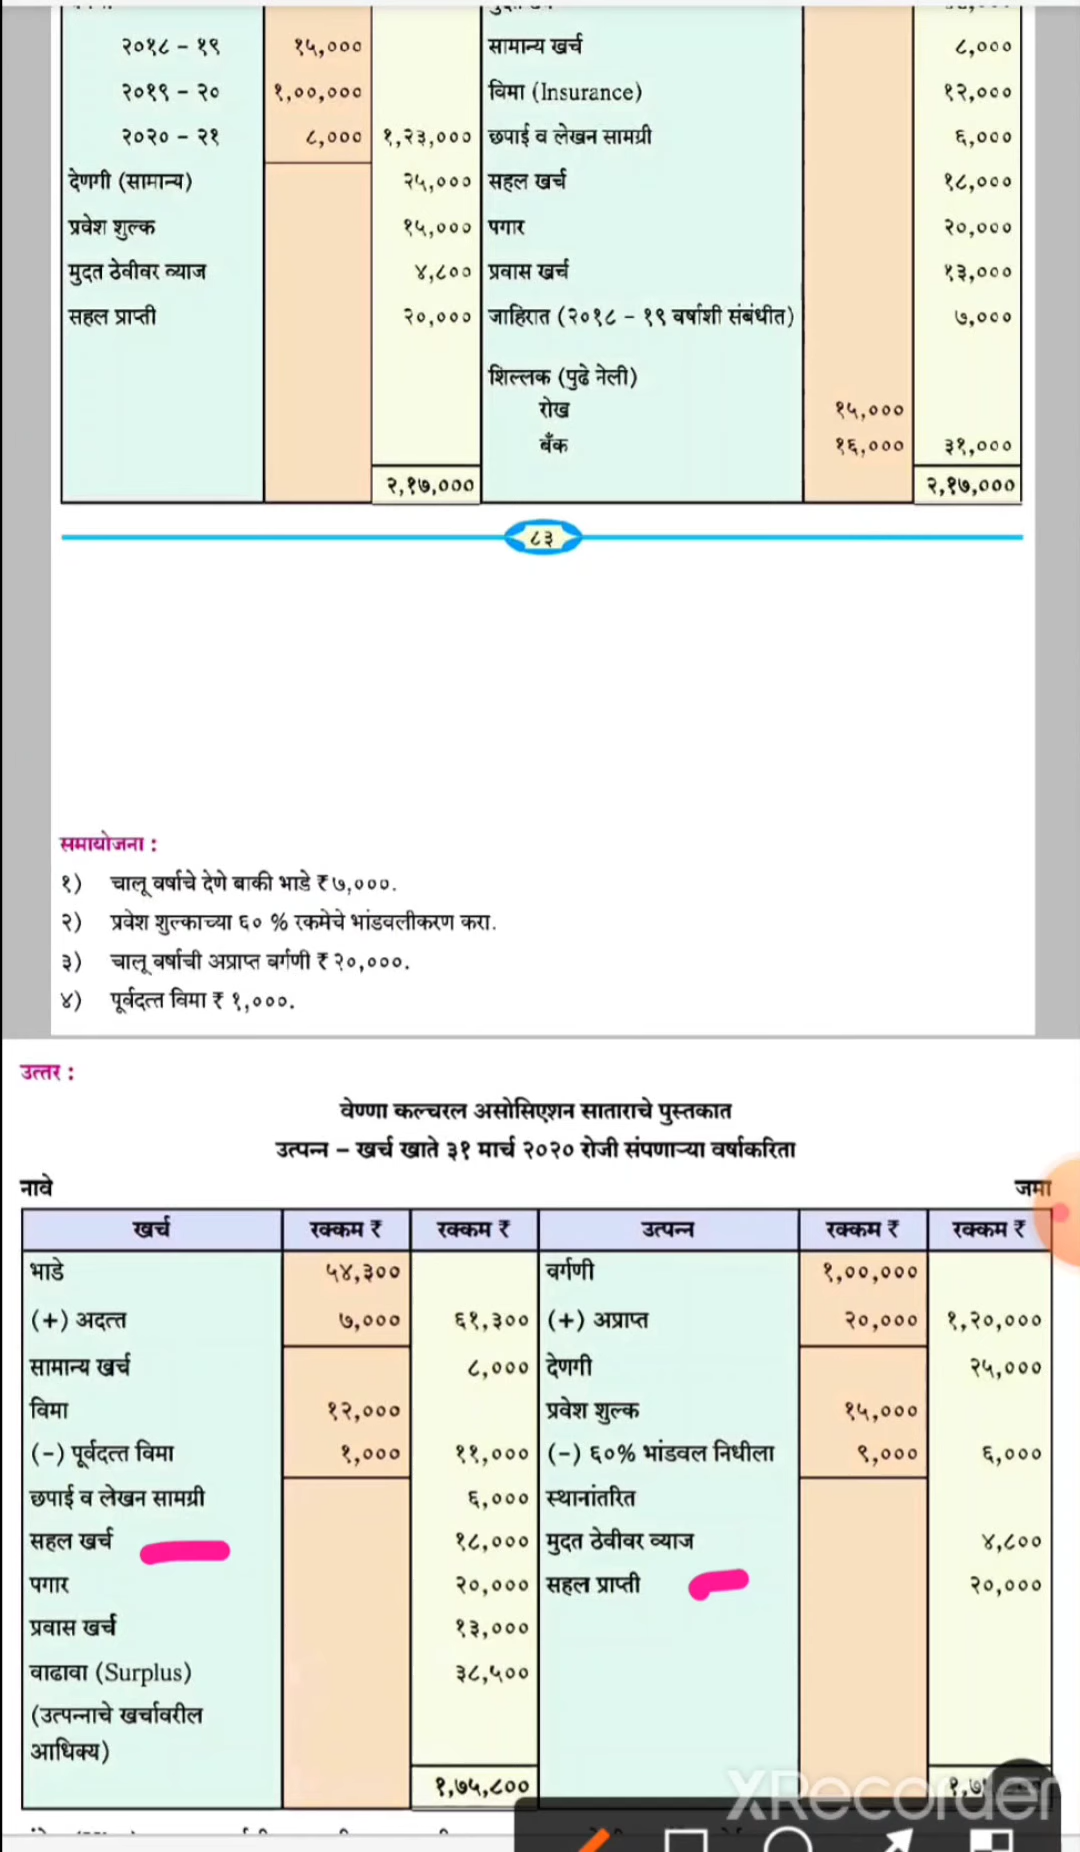 २०१८ - १९ १५,००० सामान्य खर्च ८,०००
२०१९ - २० १,००,००० विमा (Insurance) १२,०००
२०२० - २१ ८,००० १,२३,००० छपाई व लेखन सामग्री ६,०००
देणगी (सामान्य) २५,००० सहल खर्च १८,०००
प्रवेश शुल्क १५,००० पगार २०,०००
मुदत ठेवीवर व्याज ४,८०० प्रवास खर्च १३,०००
सहल प्राप्ती २०,००० जाहिरात (२०१८ - १९ वर्षाशी संबंधीत) ७,०००
शिल्लक (पुढे नेली)
रोख १५,०००
बँक १६,००० ३१,०००
२,१७,००० २,१७,०००
८३
समायोजना :
१) चालू वर्षाचे देणे बाकी भाडे ₹ ७,०००.
२) प्रवेश शुल्काच्या ६० % रकमेचे भांडवलीकरण करा.
३) चालू वर्षाची अप्राप्त वर्गणी ₹ २०,०००.
४) पूर्वदत्त विमा ₹ १,०००.
उत्तर :
वेण्णा कल्चरल असोसिएशन साताराचे पुस्तकात
उत्पन्न – खर्च खाते ३१ मार्च २०२० रोजी संपणाऱ्या वर्षाकरिता
नावे जमा
खर्च रक्कम ₹ रक्कम ₹ उत्पन्न रक्कम ₹ रक्कम ₹
भाडे ५४,३०० वर्गणी १,००,०००
(+) अदत्त ७,००० ६१,३०० (+) अप्राप्त २०,००० १,२०,०००
सामान्य खर्च ८,००० देणगी २५,०००
विमा १२,००० प्रवेश शुल्क १५,०००
(-) पूर्वदत्त विमा १,००० ११,००० (-) ६०% भांडवल निधीला ९,००० ६,०००
छपाई व लेखन सामग्री ६,००० स्थानांतरित
सहल खर्च १८,००० मुदत ठेवीवर व्याज ४,८००
पगार २०,००० सहल प्राप्ती २०,०००
प्रवास खर्च १३,०००
वाढावा (Surplus) ३८,५००
(उत्पन्नाचे खर्चावरील
आधिक्य)
१,७५,८००
XRecorder